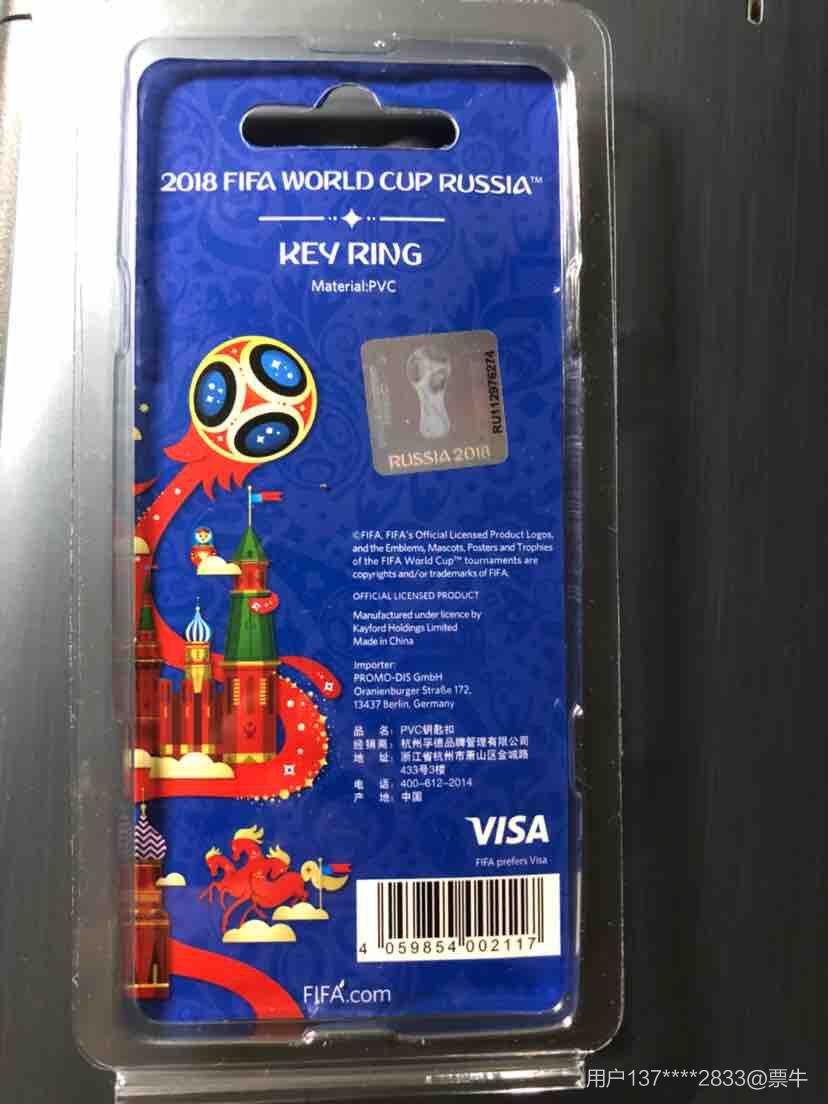 2018 FIFA WORLD CUP RUSSIA™
KEY RING
Material:PVC
RU112976274
RUSSIA 2018
©FIFA, FIFA's Official Licensed Product Logos,
and the Emblems, Mascots, Posters and Trophies
of the FIFA World Cup™ tournaments are
copyrights and/or trademarks of FIFA.
OFFICIAL LICENSED PRODUCT
Manufactured under licence by
Kayford Holdings Limited
Made in China
Importer:
PROMO-DIS GmbH
Oranienburger Straße 172,
13437 Berlin, Germany
品 名: PVC钥匙扣
经销商: 杭州孚德品牌管理有限公司
地 址: 浙江省杭州市萧山区金城路
433号3楼
电 话: 400-612-2014
产 地: 中国
VISA
FIFA prefers Visa
4 059854 002117
FIFA.com
用户137****2833@票牛